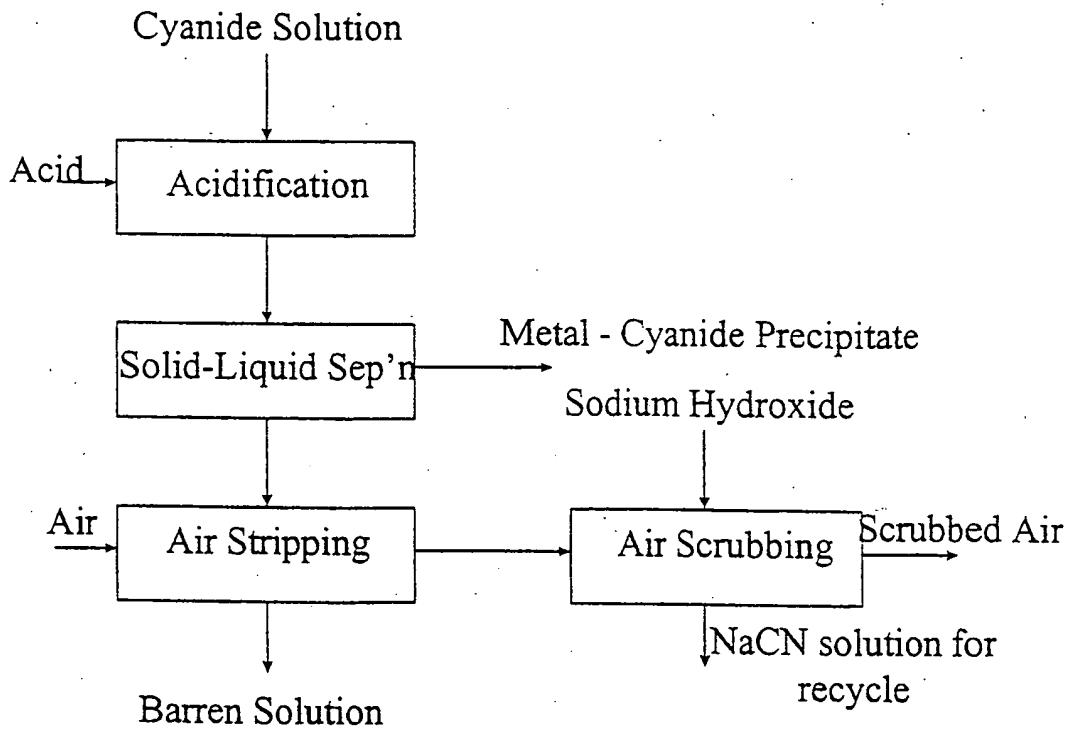 Cyanide Solution
Acid
Acidification
Metal - Cyanide Precipitate
Solid-Liquid Sep'n
Sodium Hydroxide
Air
Air Stripping
Air Scrubbing
Scrubbed Air
NaCN solution for
recycle
Barren Solution